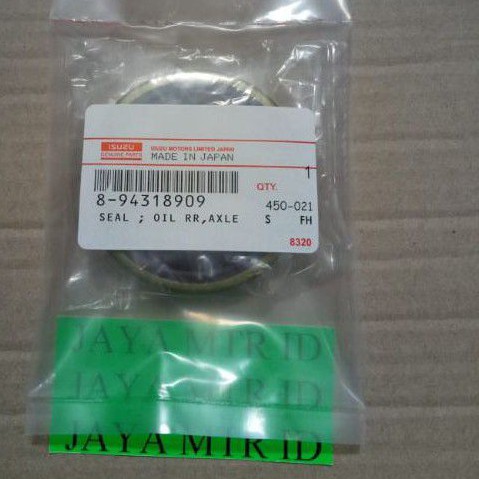 ISUZU
GENUINE PARTS
ISUZU MOTORS LIMITED JAPAN
MADE IN JAPAN
1
QTY.
8-94318909
450-021
SEAL ; OIL RR,AXLE
S FH
8320
JAYA MTR ID
JAYA MTR ID
JAYA MTR ID